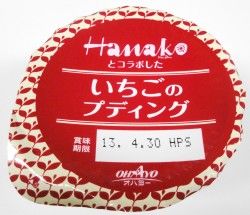 Hanako
とコラボした
いちごの
プディング
賞味
期限
13. 4.30 HPS
OHAYO
オハヨー